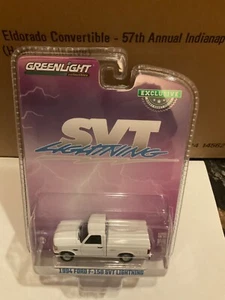 Eldorado Convertible - 57th Annual Indianap
GREENLIGHT
EXCLUSIVE
SVT
LIGHTNING
1994 FORD F-150 SVT LIGHTNING